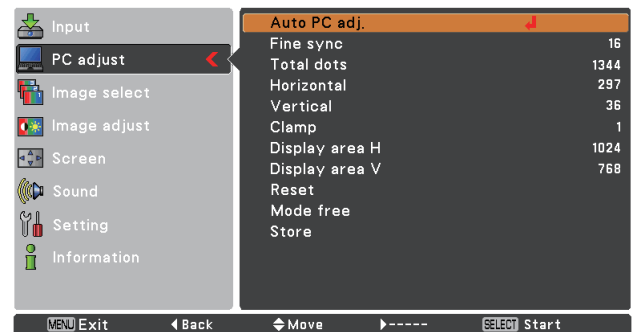 Input
PC adjust
Image select
Image adjust
Screen
Sound
Setting
Information
Auto PC adj.
Fine sync 16
Total dots 1344
Horizontal 297
Vertical 36
Clamp 1
Display area H 1024
Display area V 768
Reset
Mode free
Store
MENU Exit Back Move ----- SELECT Start